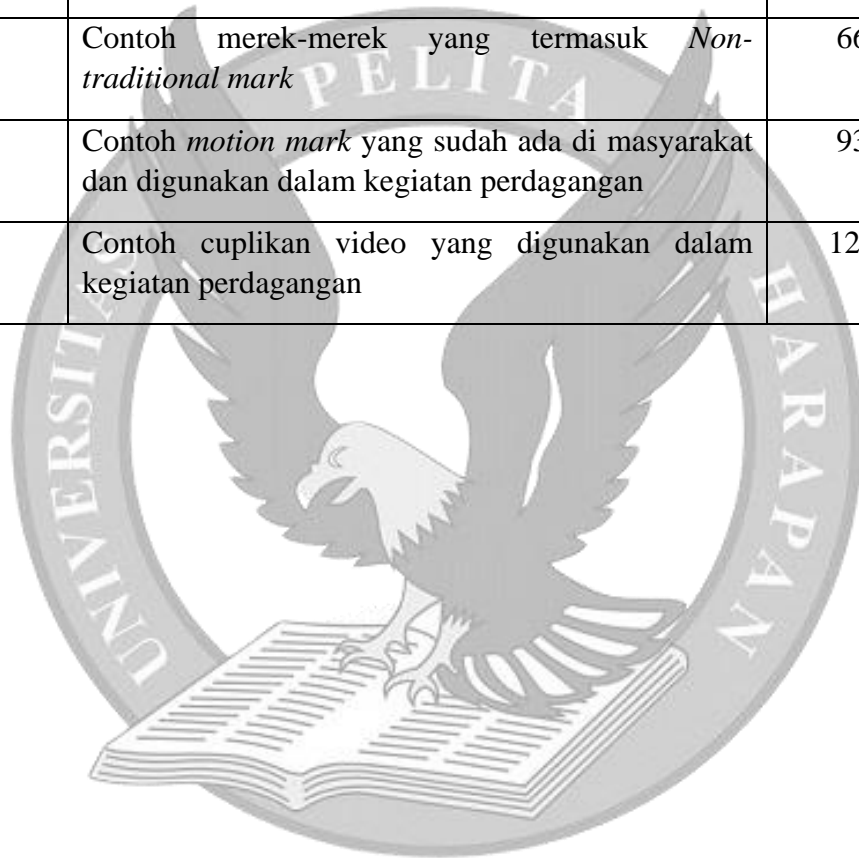 Contoh merek-merek yang termasuk Non-
traditional mark
66
Contoh motion mark yang sudah ada di masyarakat
dan digunakan dalam kegiatan perdagangan
93
Contoh cuplikan video yang digunakan dalam
kegiatan perdagangan
12
UNIVERSITAS PELITA HARAPAN